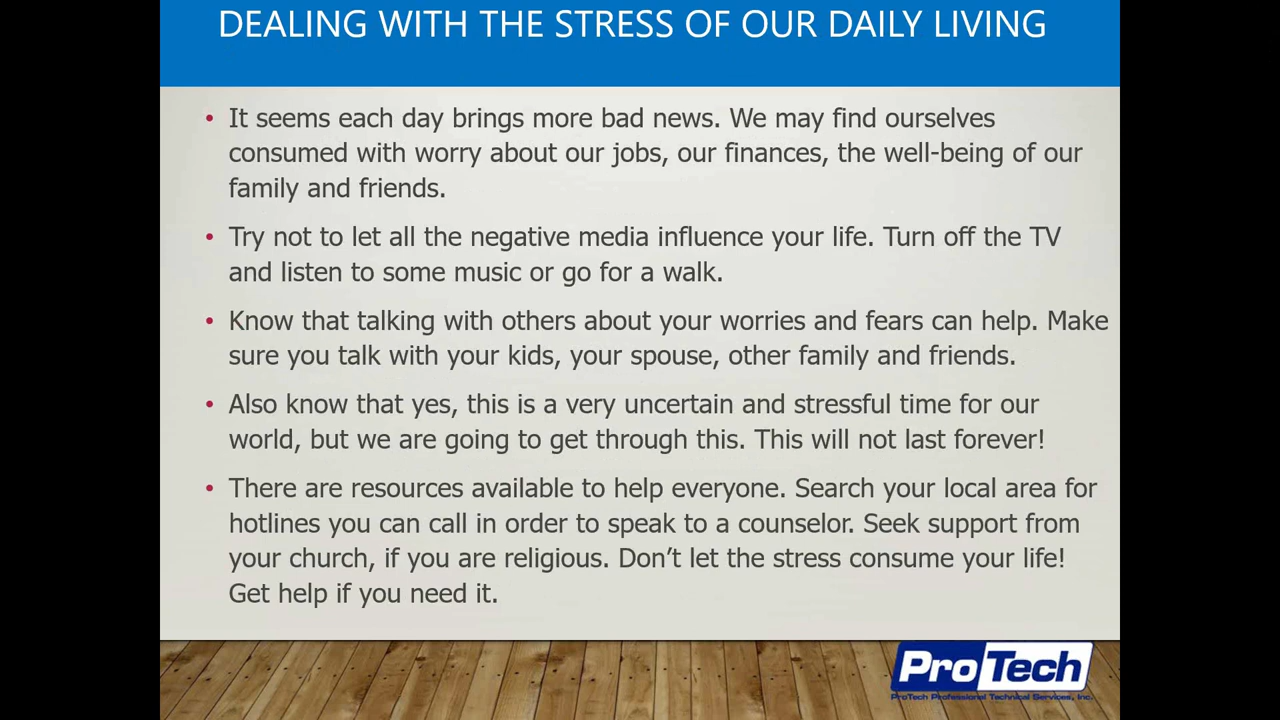 DEALING WITH THE STRESS OF OUR DAILY LIVING
• It seems each day brings more bad news. We may find ourselves
consumed with worry about our jobs, our finances, the well-being of our
family and friends.
• Try not to let all the negative media influence your life. Turn off the TV
and listen to some music or go for a walk.
• Know that talking with others about your worries and fears can help. Make
sure you talk with your kids, your spouse, other family and friends.
• Also know that yes, this is a very uncertain and stressful time for our
world, but we are going to get through this. This will not last forever!
• There are resources available to help everyone. Search your local area for
hotlines you can call in order to speak to a counselor. Seek support from
your church, if you are religious. Don’t let the stress consume your life!
Get help if you need it.
ProTech
ProTech Professional Technical Services, Inc.